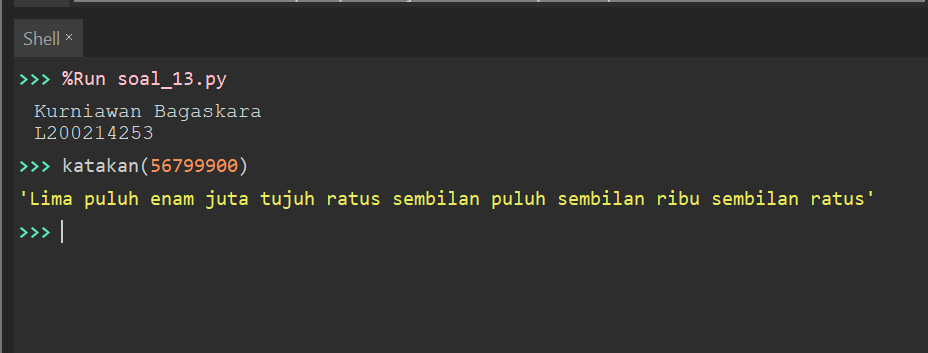 Shell ×
>>> %Run soal_13.py
Kurniawan Bagaskara
L200214253
>>> katakan(56799900)
'Lima puluh enam juta tujuh ratus sembilan puluh sembilan ribu sembilan ratus'
>>>